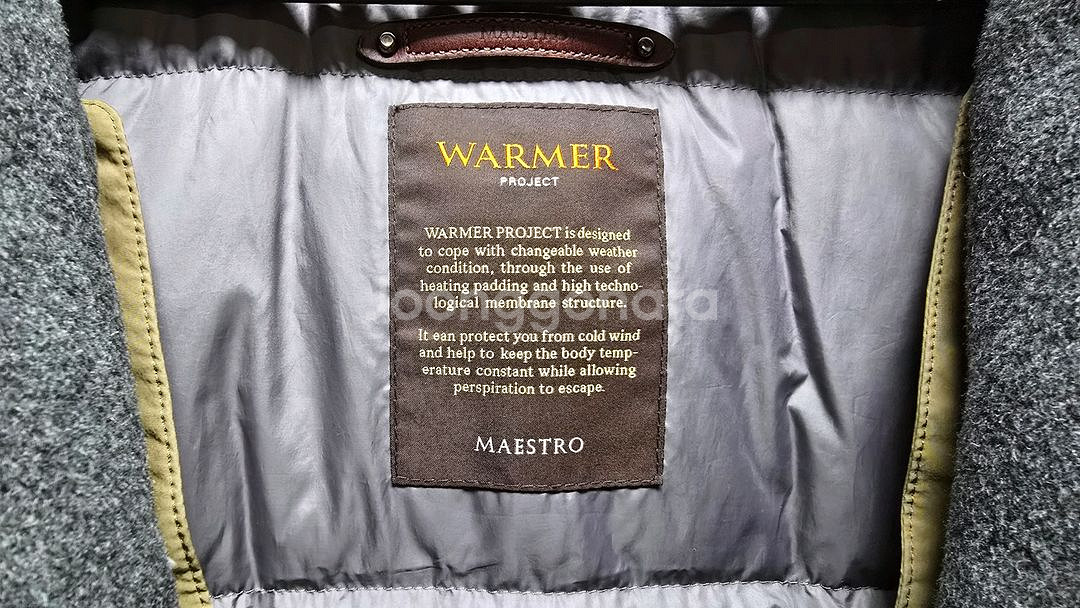 WARMER
PROJECT
WARMER PROJECT is designed
to cope with changeable weather
condition, through the use of
heating padding and high techno-
logical membrane structure.
joonggonara
It can protect you from cold wind
and help to keep the body temp-
erature constant while allowing
perspiration to escape.
MAESTRO